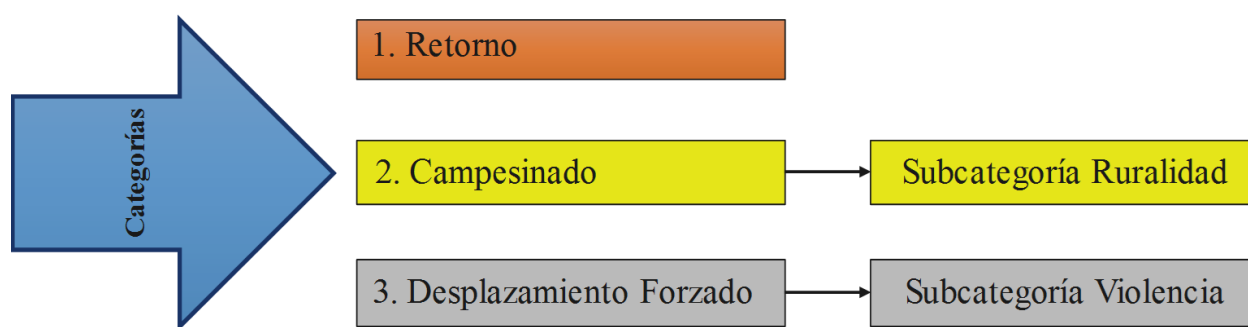 Categorías
1. Retorno
2. Campesinado
Subcategoría Ruralidad
3. Desplazamiento Forzado
Subcategoría Violencia